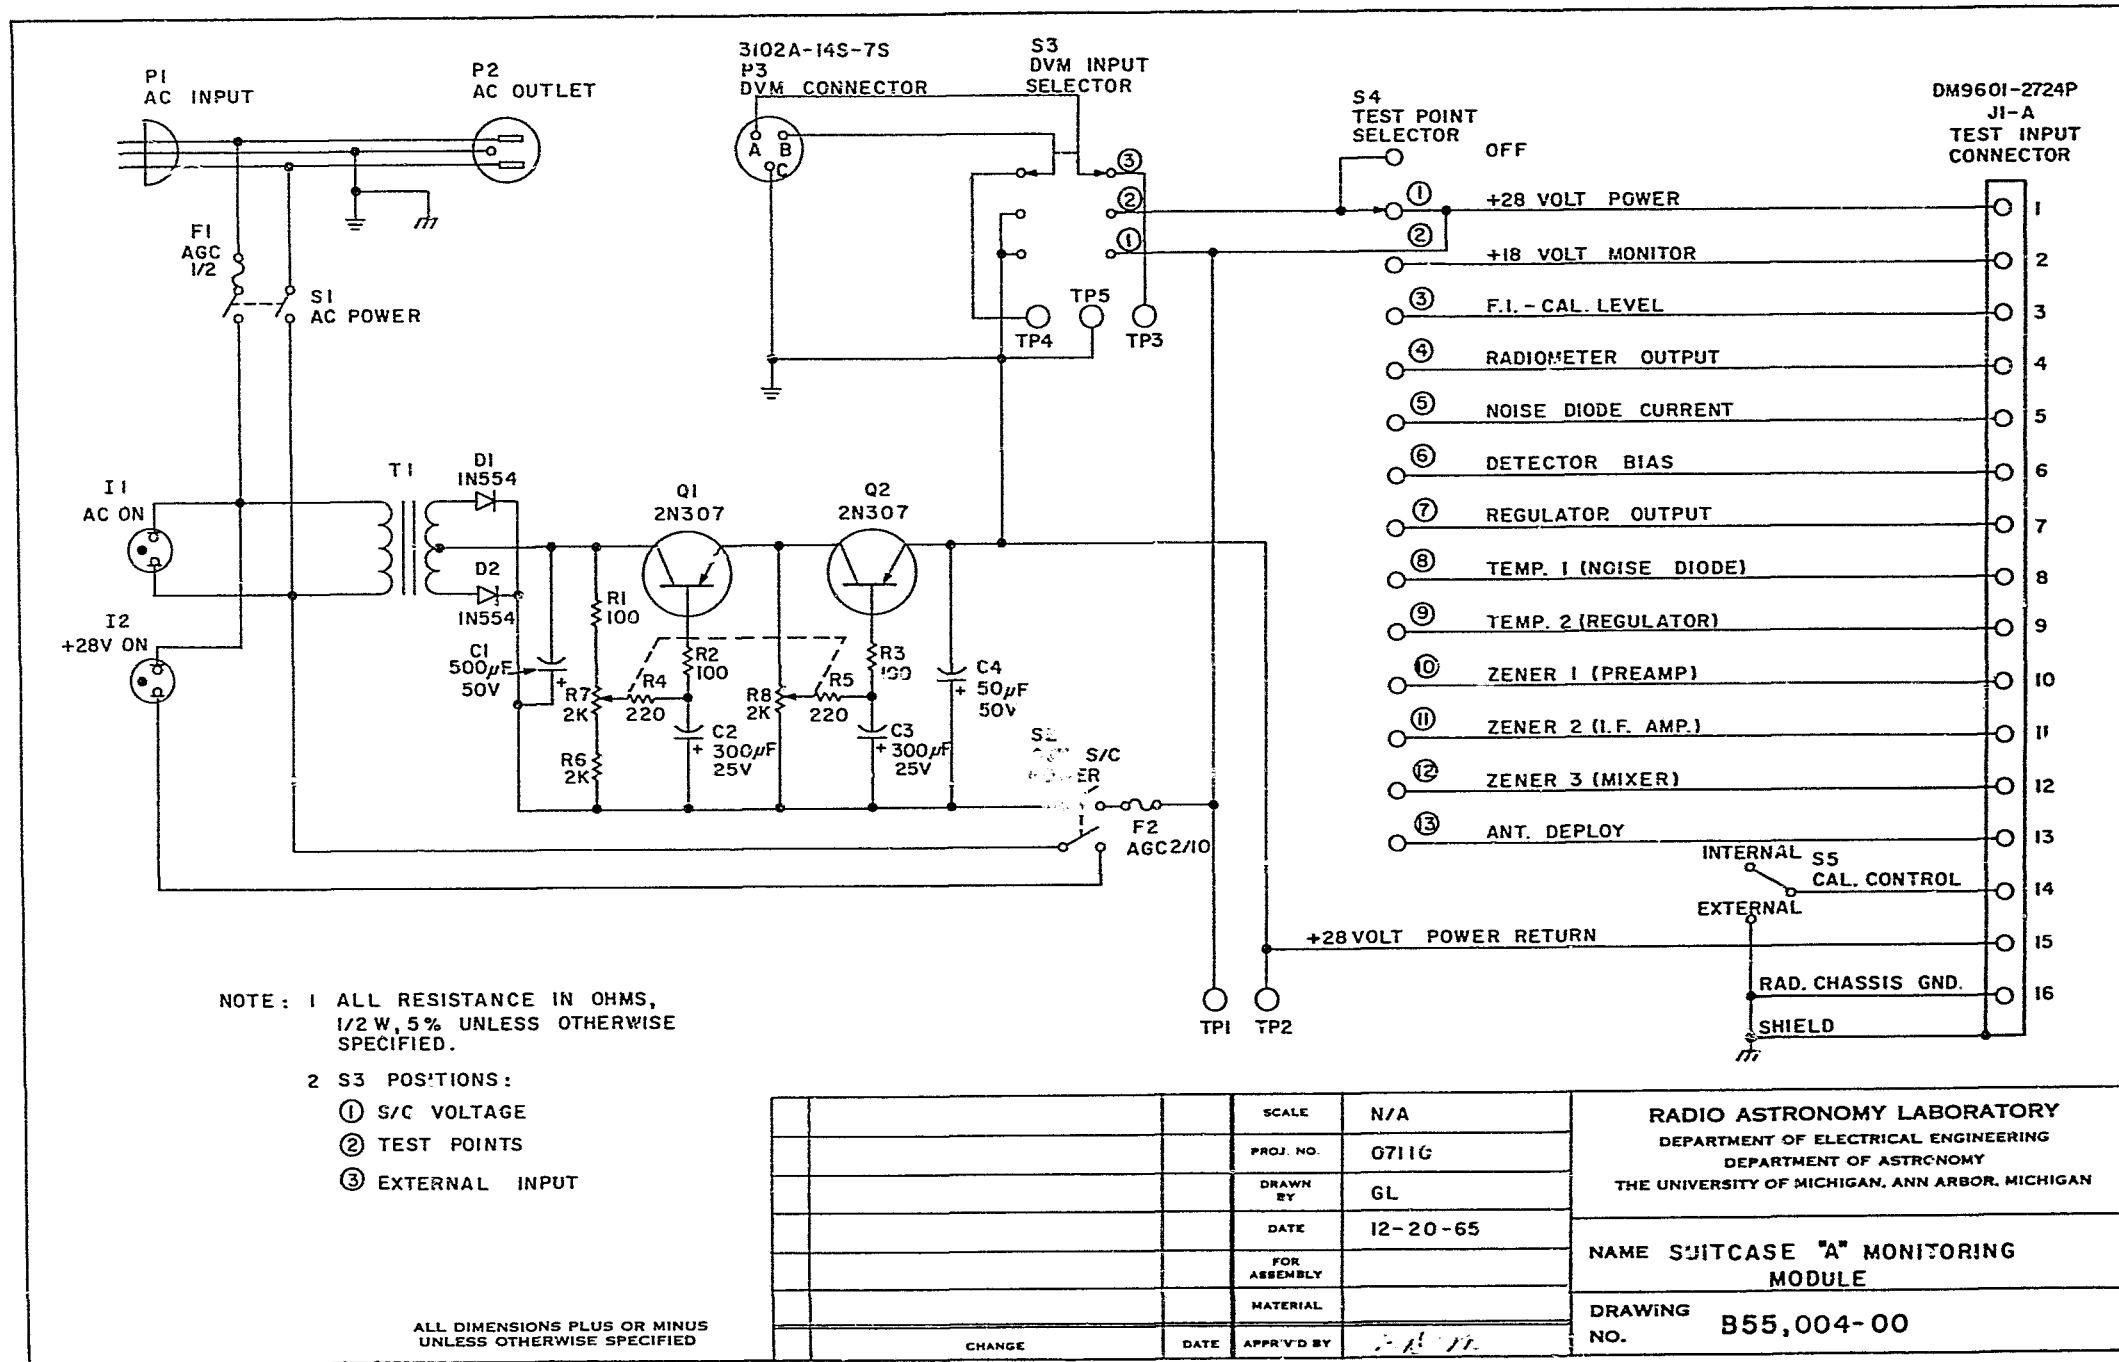 P1
AC INPUT
P2
AC OUTLET
3102A-14S-7S
P3
DVM CONNECTOR
A
B
C
S3
DVM INPUT
SELECTOR
③
②
①
TP4
TP5
TP3
S4
TEST POINT
SELECTOR
DM9601-2724P
J1-A
TEST INPUT
CONNECTOR
OFF
① +28 VOLT POWER 1
② +18 VOLT MONITOR 2
③ F.I.-CAL. LEVEL 3
④ RADIOMETER OUTPUT 4
⑤ NOISE DIODE CURRENT 5
⑥ DETECTOR BIAS 6
⑦ REGULATOR OUTPUT 7
⑧ TEMP. 1 (NOISE DIODE) 8
⑨ TEMP. 2 (REGULATOR) 9
⑩ ZENER 1 (PREAMP) 10
⑪ ZENER 2 (I.F. AMP.) 11
⑫ ZENER 3 (MIXER) 12
⑬ ANT. DEPLOY 13
INTERNAL
S5
CAL. CONTROL 14
EXTERNAL
+28 VOLT POWER RETURN 15
RAD. CHASSIS GND. 16
SHIELD
F1
AGC
1/2
S1
AC POWER
I1
AC ON
I2
+28V ON
T1
D1
1N554
D2
1N554
Q1
2N307
Q2
2N307
R1
100
C1
500µF
50V
+
R7
2K
R6
2K
R4
220
R2
100
C2
+ 300µF
25V
R8
2K
R5
220
R3
C3
+ 300µF
25V
C4
+ 50µF
50V
S/C
F2
AGC 2/10
TP1
TP2
NOTE: 1 ALL RESISTANCE IN OHMS,
1/2 W, 5% UNLESS OTHERWISE
SPECIFIED.
2 S3 POSITIONS:
① S/C VOLTAGE
② TEST POINTS
③ EXTERNAL INPUT
ALL DIMENSIONS PLUS OR MINUS
UNLESS OTHERWISE SPECIFIED
SCALE N/A
PROJ. NO.
DRAWN
BY GL
DATE 12-20-65
FOR
ASSEMBLY
MATERIAL
CHANGE DATE APPR'V'D BY
RADIO ASTRONOMY LABORATORY
DEPARTMENT OF ELECTRICAL ENGINEERING
DEPARTMENT OF ASTRONOMY
THE UNIVERSITY OF MICHIGAN, ANN ARBOR, MICHIGAN
NAME SUITCASE "A" MONITORING
MODULE
DRAWING
NO. B55,004-00